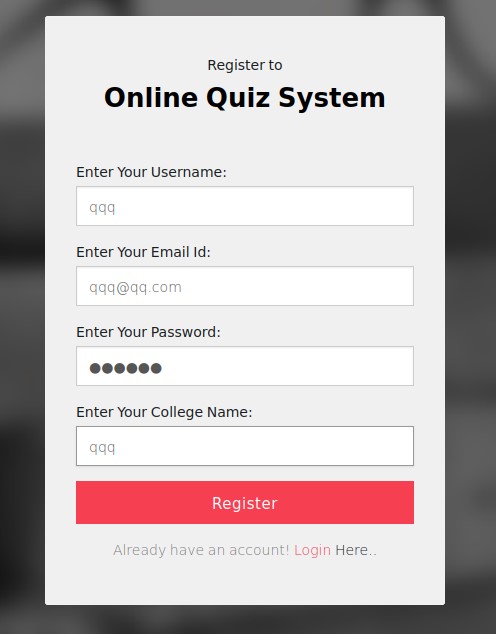 Register to
Online Quiz System
Enter Your Username:
qqq
Enter Your Email Id:
qqq@qq.com
Enter Your Password:
●●●●●●
Enter Your College Name:
qqq
Register
Already have an account! Login Here..